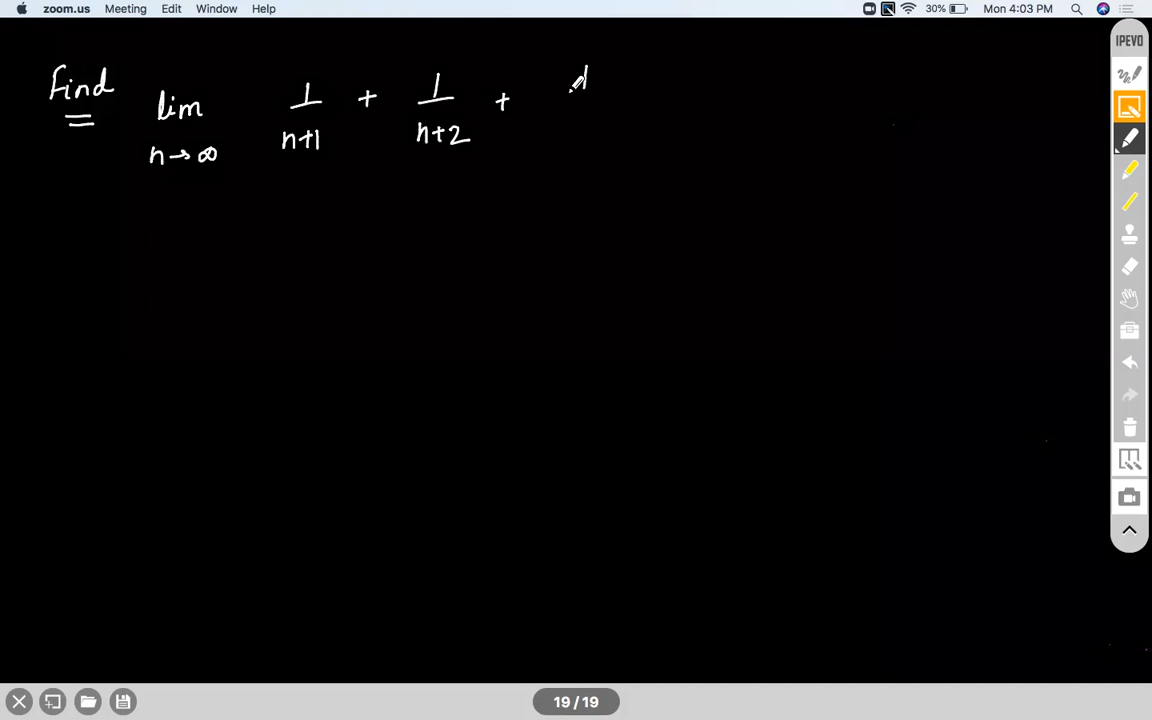 zoom.us Meeting Edit Window Help 30% Mon 4:03 PM
IPEVO
Find lim 1/(n+1) + 1/(n+2) +
n→∞
19 / 19